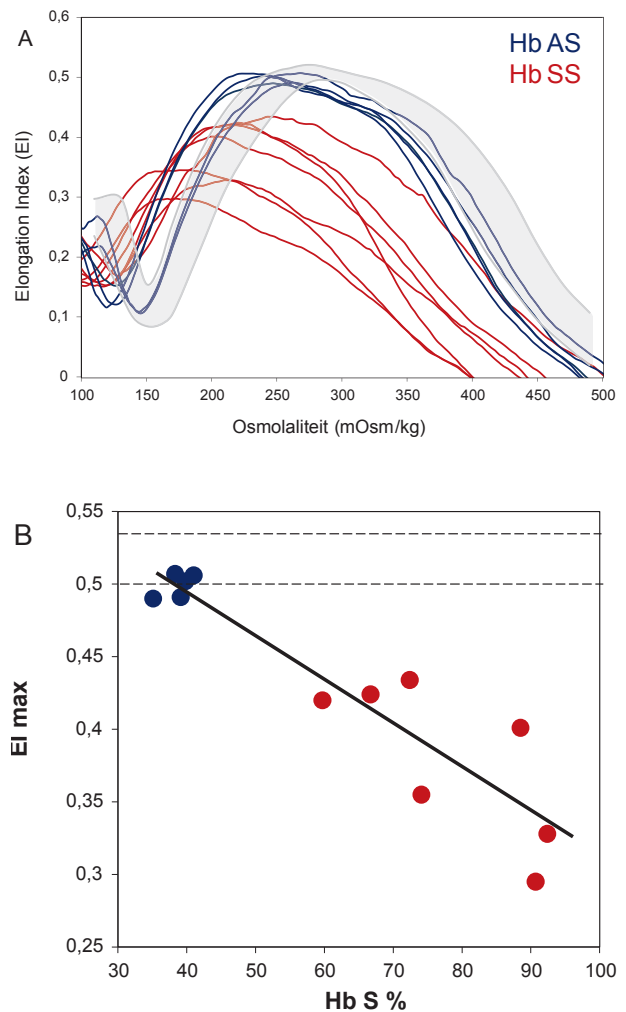 A
Hb AS
Hb SS
Elongation Index (EI)
0,6
0,5
0,4
0,3
0,2
0,1
0
100 150 200 250 300 350 400 450 500
Osmolaliteit (mOsm/kg)
B
EI max
0,55
0,5
0,45
0,4
0,35
0,3
0,25
30 40 50 60 70 80 90 100
Hb S %